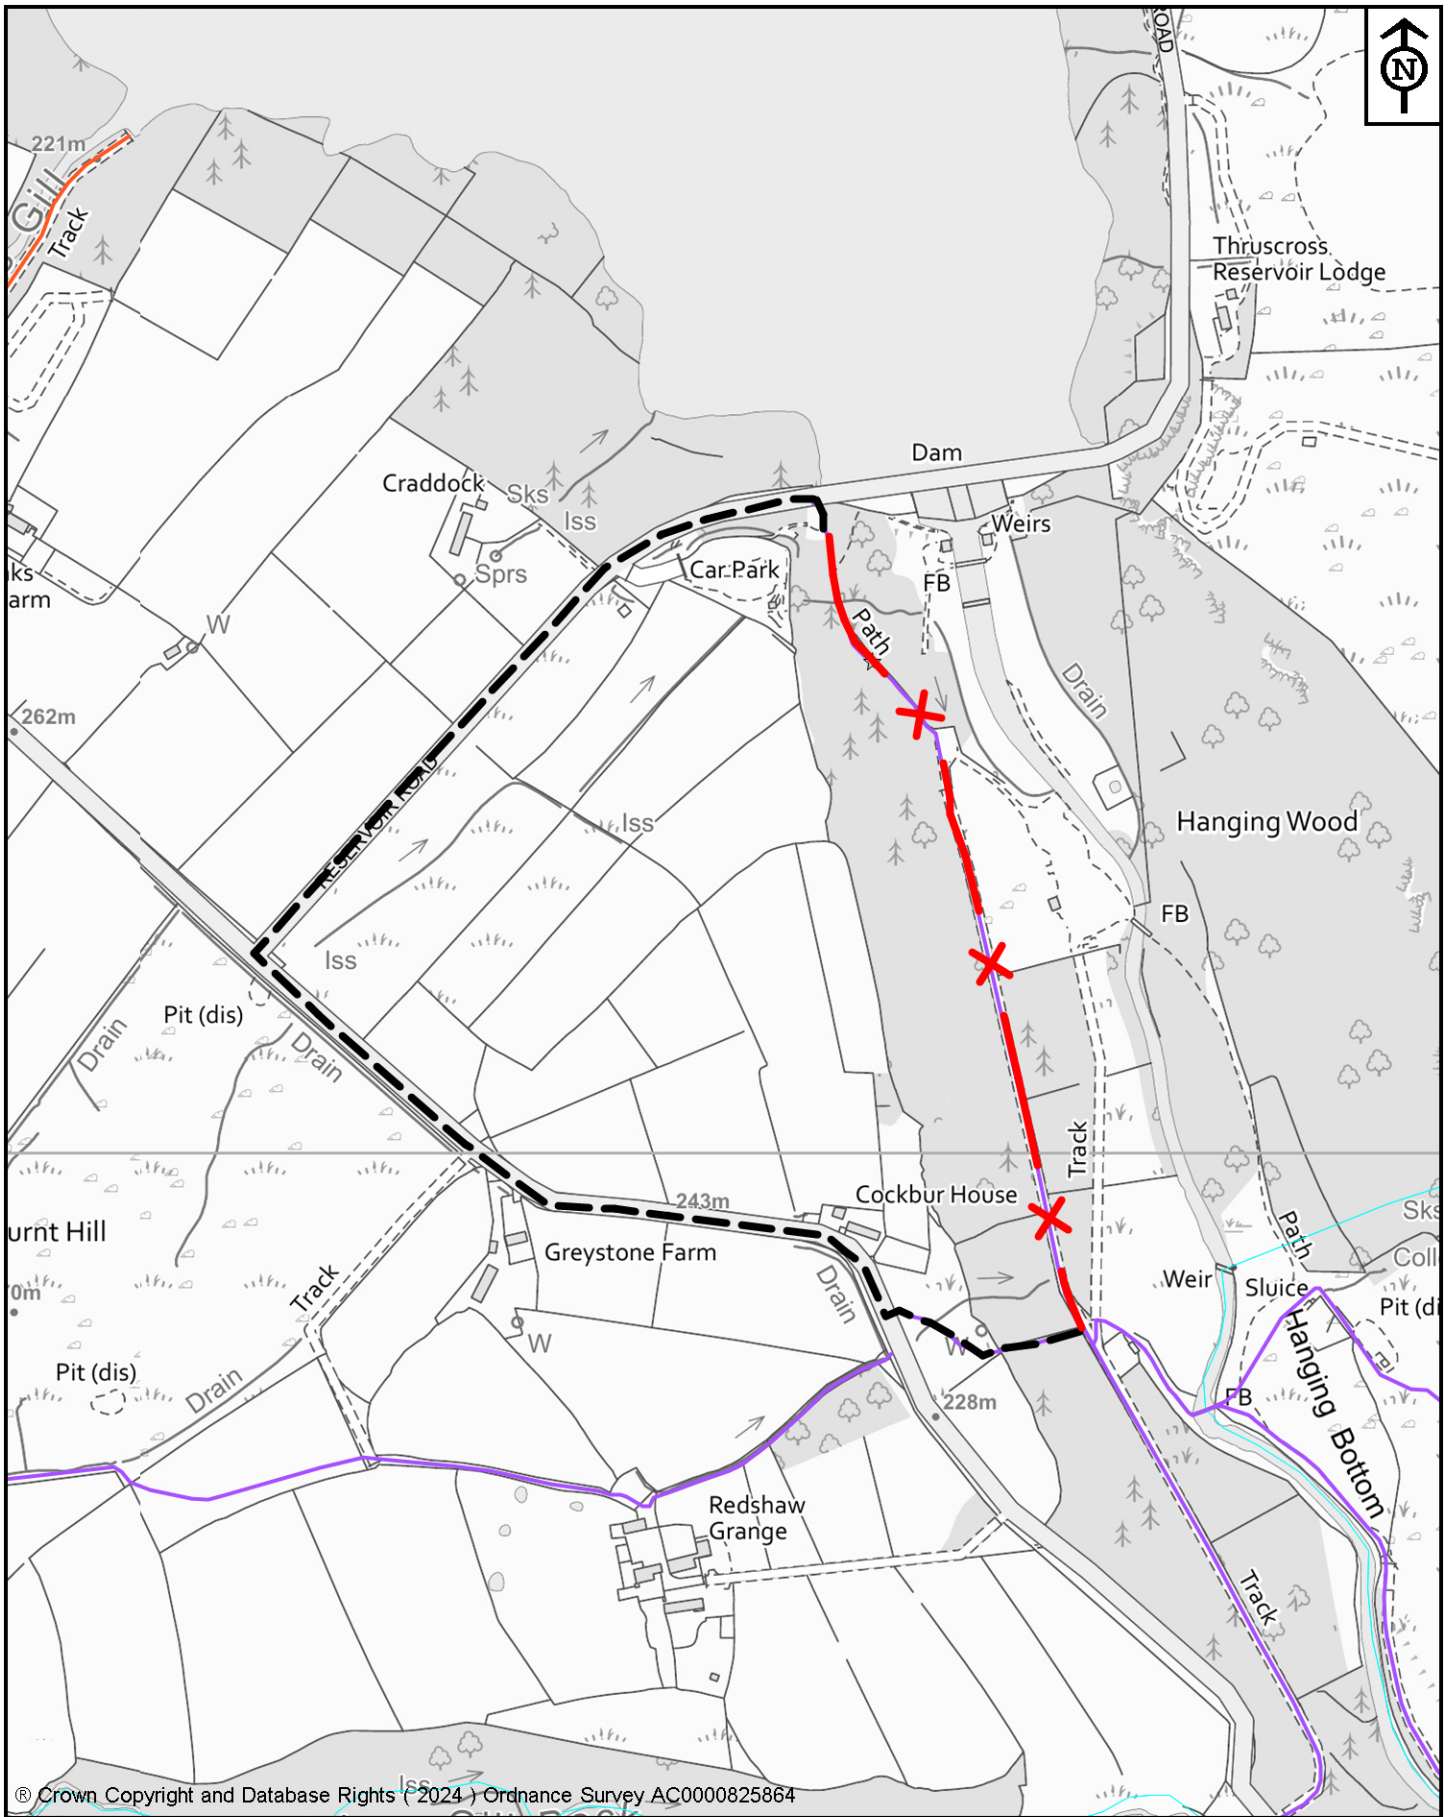 ROAD
N
221m
Gill
Track
Thruscross
Reservoir Lodge
Dam
Craddock
Sks
Iss
Weirs
Sprs
Car Park
FB
ks
arm
W
Path
Drain
262m
RESERVOIR ROAD
Iss
Hanging Wood
FB
Iss
Pit (dis)
Drain
Drain
Track
Cockbur House
243m
urnt Hill
Greystone Farm
Path
Sks
Coll
Weir
Sluice
0m
Track
Drain
Pit (di
W
W
Pit (dis)
Drain
228m
FB
Hanging Bottom
Redshaw
Grange
Track
Iss
® Crown Copyright and Database Rights ( 2024 ) Ordnance Survey AC0000825864